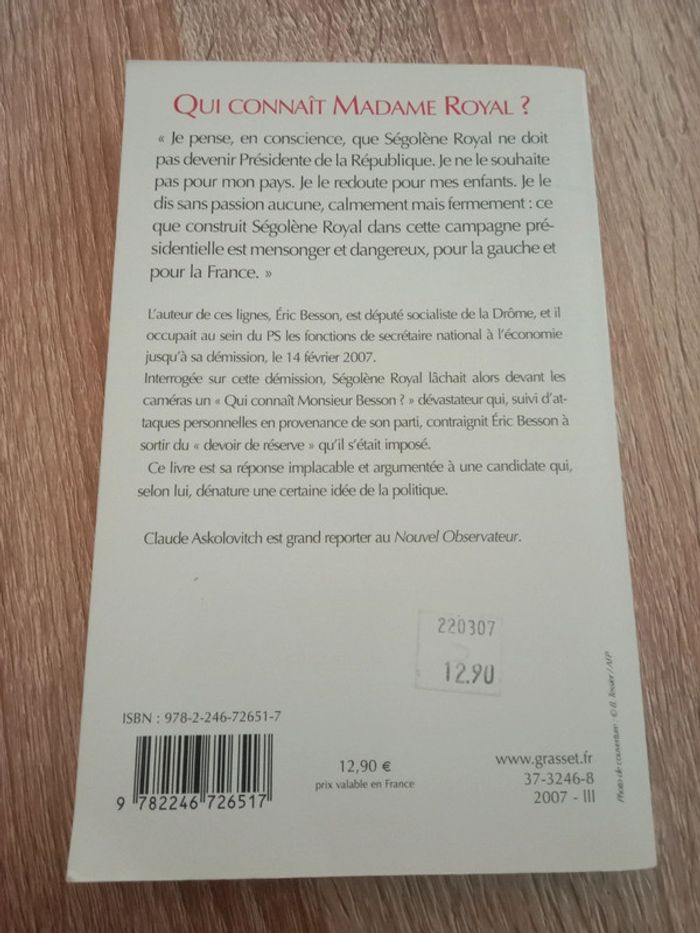 QUI CONNAÎT MADAME ROYAL ?
« Je pense, en conscience, que Ségolène Royal ne doit
pas devenir Présidente de la République. Je ne le souhaite
pas pour mon pays. Je le redoute pour mes enfants. Je le
dis sans passion aucune, calmement mais fermement : ce
que construit Ségolène Royal dans cette campagne pré-
sidentielle est mensonger et dangereux, pour la gauche et
pour la France. »
L'auteur de ces lignes, Éric Besson, est député socialiste de la Drôme, et il
occupait au sein du PS les fonctions de secrétaire national à l'économie
jusqu'à sa démission, le 14 février 2007.
Interrogée sur cette démission, Ségolène Royal lâchait alors devant les
caméras un « Qui connaît Monsieur Besson ? » dévastateur qui, suivi d'at-
taques personnelles en provenance de son parti, contraignit Éric Besson à
sortir du « devoir de réserve » qu'il s'était imposé.
Ce livre est sa réponse implacable et argumentée à une candidate qui,
selon lui, dénature une certaine idée de la politique.
Claude Askolovitch est grand reporter au Nouvel Observateur.
220307
12.90
ISBN : 978-2-246-72651-7
9 782246 726517
12,90 €
prix valable en France
www.grasset.fr
37-3246-8
2007 - III
Photo de couverture : © B. Tessier / AFP